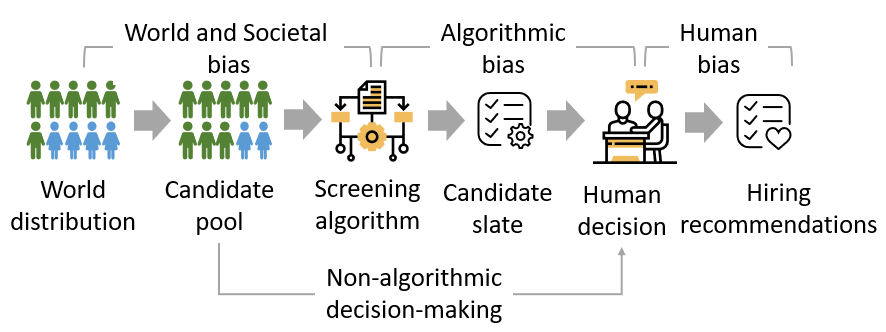 World and Societal
bias
Algorithmic
bias
Human
bias
World
distribution
Candidate
pool
Screening
algorithm
Candidate
slate
Human
decision
Hiring
recommendations
Non-algorithmic
decision-making